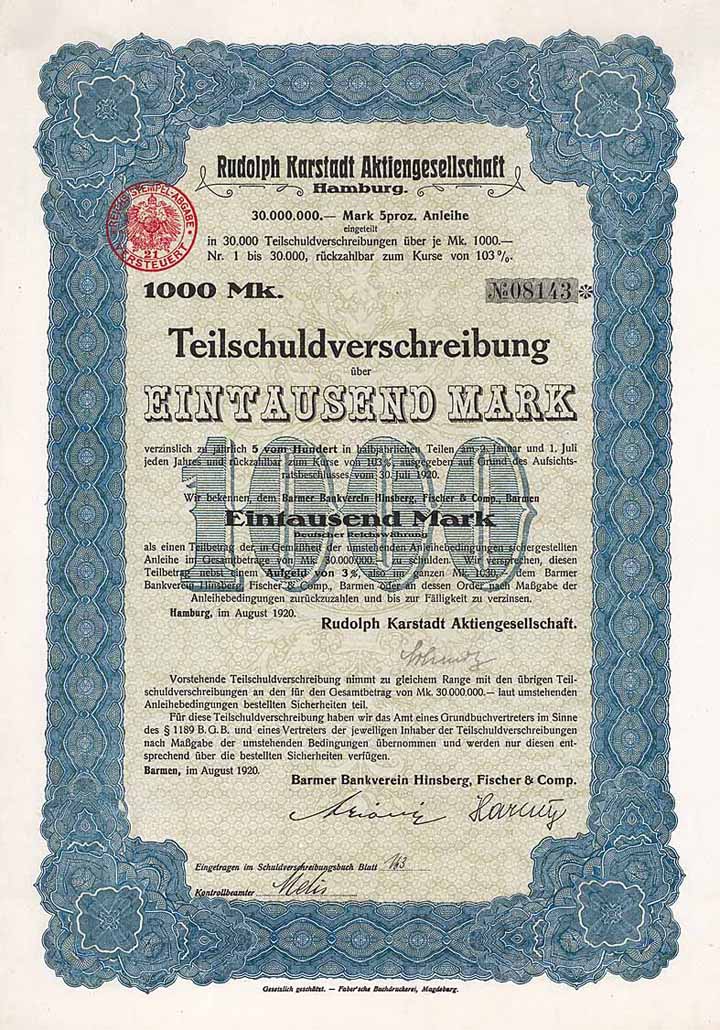 Rudolph Karstadt Aktiengesellschaft
Hamburg.
30.000.000.— Mark 5proz. Anleihe
eingeteilt
in 30.000 Teilschuldverschreibungen über je Mk. 1000.—
Nr. 1 bis 30.000, rückzahlbar zum Kurse von 103%.
REICHS-STEMPEL-ABGABE
21
VERSTEUERT
1000 Mk.
№08143*
Teilschuldverschreibung
über
EINTAUSEND MARK
1000
verzinslich zu jährlich 5 vom Hundert in halbjährlichen Teilen am 2. Januar und 1. Juli
jeden Jahres und rückzahlbar zum Kurse von 103%, ausgegeben auf Grund des Aufsichts-
ratsbeschlusses vom 30. Juli 1920.
Wir bekennen, dem Barmer Bankverein Hinsberg, Fischer & Comp., Barmen
Eintausend Mark
Deutscher Reichswährung
als einen Teilbetrag der in Gemäßheit der umstehenden Anleihebedingungen sichergestellten
Anleihe im Gesamtbetrage von Mk. 30.000.000.— zu schulden. Wir versprechen, diesen
Teilbetrag nebst einem Aufgeld von 3%, also im ganzen Mk. 1030.— dem Barmer
Bankverein Hinsberg, Fischer & Comp., Barmen oder an dessen Order nach Maßgabe der
Anleihebedingungen zurückzuzahlen und bis zur Fälligkeit zu verzinsen.
Hamburg, im August 1920.
Rudolph Karstadt Aktiengesellschaft.
Vorstehende Teilschuldverschreibung nimmt zu gleichem Range mit den übrigen Teil-
schuldverschreibungen an den für den Gesamtbetrag von Mk. 30.000.000.— laut umstehenden
Anleihebedingungen bestellten Sicherheiten teil.
Für diese Teilschuldverschreibung haben wir das Amt eines Grundbuchvertreters im Sinne
des § 1189 B.G.B. und eines Vertreters der jeweiligen Inhaber der Teilschuldverschreibungen
nach Maßgabe der umstehenden Bedingungen übernommen und werden nur diesen ent-
sprechend über die bestellten Sicherheiten verfügen.
Barmen, im August 1920.
Barmer Bankverein Hinsberg, Fischer & Comp.
Eingetragen im Schuldverschreibungsbuch Blatt 163
Kontrollbeamter
Gesetzlich geschützt. — Faber'sche Buchdruckerei, Magdeburg.